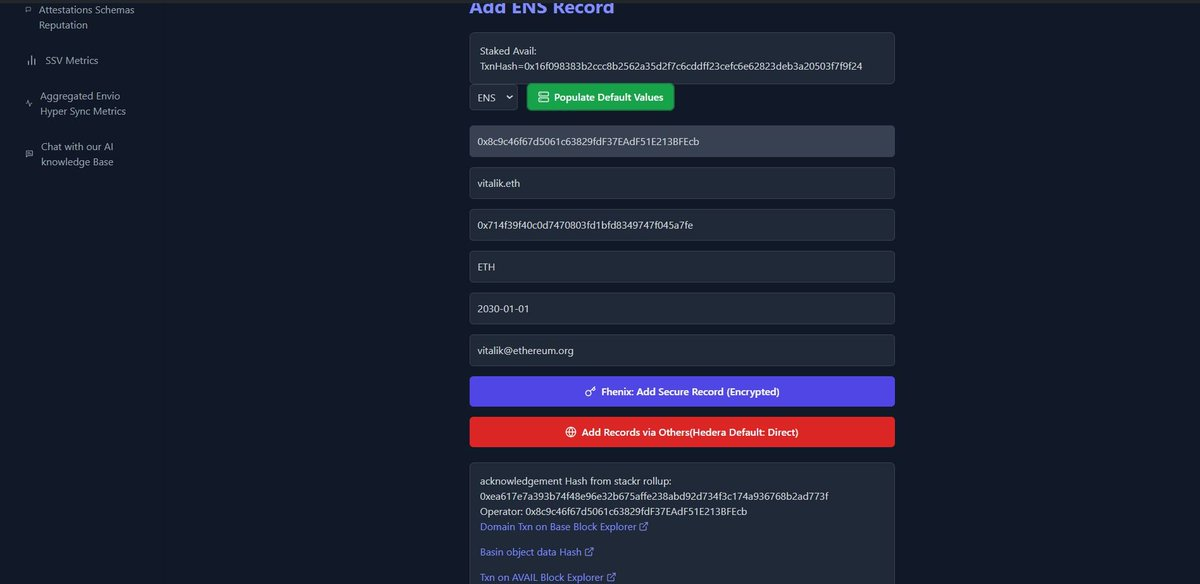 Attestations Schemas
Reputation
SSV Metrics
Aggregated Envio
Hyper Sync Metrics
Chat with our AI
knowledge Base
Add ENS Record
Staked Avail:
TxnHash=0x16f098383b2ccc8b2562a35d2f7c6cddff23cefc6e62823deb3a20503f7f9f24
ENS
Populate Default Values
0x8c9c46f67d5061c63829fdF37EAdF51E213BFEcb
vitalik.eth
0x714f39f40c0d7470803fd1bfd8349747f045a7fe
ETH
2030-01-01
vitalik@ethereum.org
Fhenix: Add Secure Record (Encrypted)
Add Records via Others(Hedera Default: Direct)
acknowledgement Hash from stackr rollup:
0xea617e7a393b74f48e96e32b675affe238abd92d734f3c174a936768b2ad773f
Operator: 0x8c9c46f67d5061c63829fdF37EAdF51E213BFEcb
Domain Txn on Base Block Explorer
Basin object data Hash
Txn on AVAIL Block Explorer